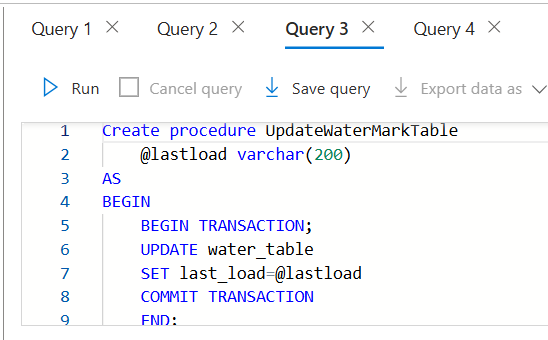 Query 1 × Query 2 × Query 3 × Query 4 ×
Run Cancel query Save query Export data as
1 Create procedure UpdateWaterMarkTable
2 @lastload varchar(200)
3 AS
4 BEGIN
5 BEGIN TRANSACTION;
6 UPDATE water_table
7 SET last_load=@lastload
8 COMMIT TRANSACTION
9 END;